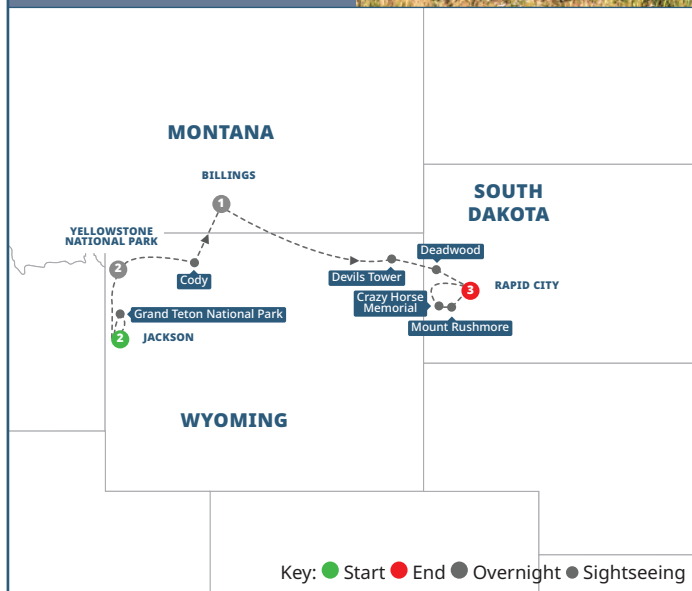 MONTANA
BILLINGS
1
SOUTH
DAKOTA
YELLOWSTONE
NATIONAL PARK
2
Cody
Deadwood
Devils Tower
RAPID CITY
3
Crazy Horse
Memorial
Mount Rushmore
Grand Teton National Park
2
JACKSON
WYOMING
Key: Start End Overnight Sightseeing